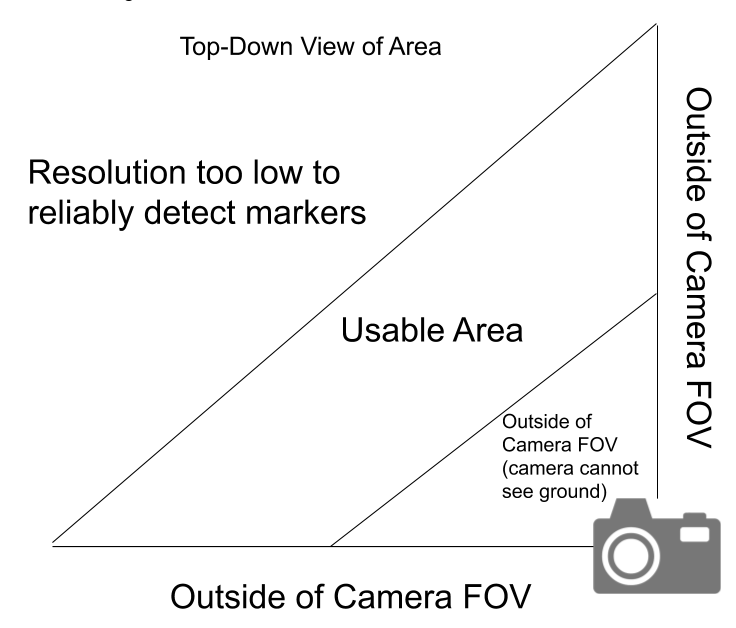 Top-Down View of Area
Resolution too low to
reliably detect markers
Outside of Camera FOV
Usable Area
Outside of
Camera FOV
(camera cannot
see ground)
Outside of Camera FOV